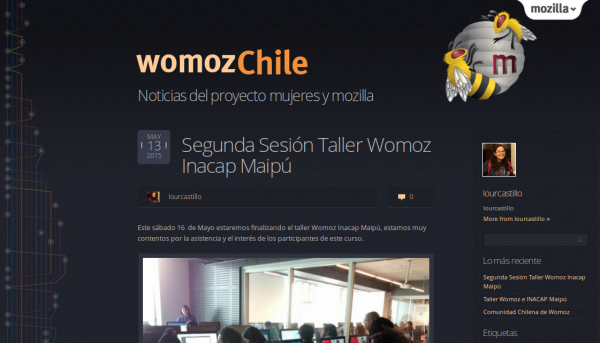 mozilla
womozChile
m
Noticias del proyecto mujeres y mozilla
MAY
13
2015
Segunda Sesión Taller Womoz
Inacap Maipú
lourcastillo
0
Este sábado 16 de Mayo estaremos finalizando el taller Womoz Inacap Maipú, estamos muy
contentos por la asistencia y el interés de los participantes de este curso.
lourcastillo
lourcastillo
More from lourcastillo »
Lo más reciente
Segunda Sesión Taller Womoz Inacap
Maipú
Taller Womoz e INACAP Maipú
Comunidad Chilena de Womoz
Etiquetas